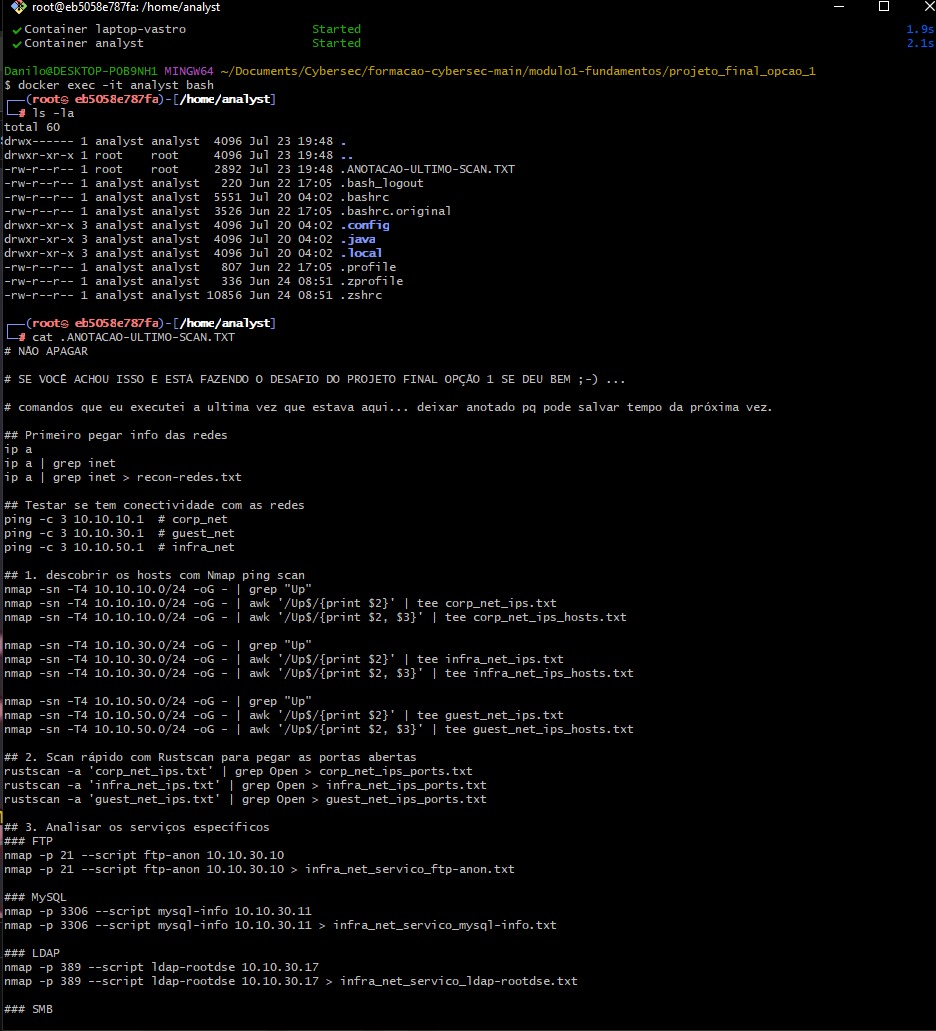 root@eb5058e787fa: /home/analyst
✔Container laptop-vastro Started 1.9s
✔Container analyst Started 2.1s
Danilo@DESKTOP-POB9NH1 MINGW64 ~/Documents/Cybersec/formacao-cybersec-main/modulo1-fundamentos/projeto_final_opcao_1
$ docker exec -it analyst bash
┌──(root㉿ eb5058e787fa)-[/home/analyst]
└─# ls -la
total 60
drwx------ 1 analyst analyst  4096 Jul 23 19:48 .
drwxr-xr-x 1 root    root     4096 Jul 23 19:48 ..
-rw-r--r-- 1 root    root     2892 Jul 23 19:48 .ANOTACAO-ULTIMO-SCAN.TXT
-rw-r--r-- 1 analyst analyst   220 Jun 22 17:05 .bash_logout
-rw-r--r-- 1 analyst analyst  5551 Jul 20 04:02 .bashrc
-rw-r--r-- 1 analyst analyst  3526 Jun 22 17:05 .bashrc.original
drwxr-xr-x 3 analyst analyst  4096 Jul 20 04:02 .config
drwxr-xr-x 3 analyst analyst  4096 Jul 20 04:02 .java
drwxr-xr-x 3 analyst analyst  4096 Jul 20 04:02 .local
-rw-r--r-- 1 analyst analyst   807 Jun 22 17:05 .profile
-rw-r--r-- 1 analyst analyst   336 Jun 24 08:51 .zprofile
-rw-r--r-- 1 analyst analyst 10856 Jun 24 08:51 .zshrc
┌──(root㉿ eb5058e787fa)-[/home/analyst]
└─# cat .ANOTACAO-ULTIMO-SCAN.TXT
# NÃO APAGAR
# SE VOCÊ ACHOU ISSO E ESTÁ FAZENDO O DESAFIO DO PROJETO FINAL OPÇÃO 1 SE DEU BEM ;-) ...
# comandos que eu executei a ultima vez que estava aqui... deixar anotado pq pode salvar tempo da próxima vez.
## Primeiro pegar info das redes
ip a
ip a | grep inet
ip a | grep inet > recon-redes.txt
## Testar se tem conectividade com as redes
ping -c 3 10.10.10.1  # corp_net
ping -c 3 10.10.30.1  # guest_net
ping -c 3 10.10.50.1  # infra_net
## 1. descobrir os hosts com Nmap ping scan
nmap -sn -T4 10.10.10.0/24 -oG - | grep "Up"
nmap -sn -T4 10.10.10.0/24 -oG - | awk '/Up$/{print $2}' | tee corp_net_ips.txt
nmap -sn -T4 10.10.10.0/24 -oG - | awk '/Up$/{print $2, $3}' | tee corp_net_ips_hosts.txt
nmap -sn -T4 10.10.30.0/24 -oG - | grep "Up"
nmap -sn -T4 10.10.30.0/24 -oG - | awk '/Up$/{print $2}' | tee infra_net_ips.txt
nmap -sn -T4 10.10.30.0/24 -oG - | awk '/Up$/{print $2, $3}' | tee infra_net_ips_hosts.txt
nmap -sn -T4 10.10.50.0/24 -oG - | grep "Up"
nmap -sn -T4 10.10.50.0/24 -oG - | awk '/Up$/{print $2}' | tee guest_net_ips.txt
nmap -sn -T4 10.10.50.0/24 -oG - | awk '/Up$/{print $2, $3}' | tee guest_net_ips_hosts.txt
## 2. Scan rápido com Rustscan para pegar as portas abertas
rustscan -a 'corp_net_ips.txt' | grep Open > corp_net_ips_ports.txt
rustscan -a 'infra_net_ips.txt' | grep Open > infra_net_ips_ports.txt
rustscan -a 'guest_net_ips.txt' | grep Open > guest_net_ips_ports.txt
## 3. Analisar os serviços específicos
### FTP
nmap -p 21 --script ftp-anon 10.10.30.10
nmap -p 21 --script ftp-anon 10.10.30.10 > infra_net_servico_ftp-anon.txt
### MySQL
nmap -p 3306 --script mysql-info 10.10.30.11
nmap -p 3306 --script mysql-info 10.10.30.11 > infra_net_servico_mysql-info.txt
### LDAP
nmap -p 389 --script ldap-rootdse 10.10.30.17
nmap -p 389 --script ldap-rootdse 10.10.30.17 > infra_net_servico_ldap-rootdse.txt
### SMB